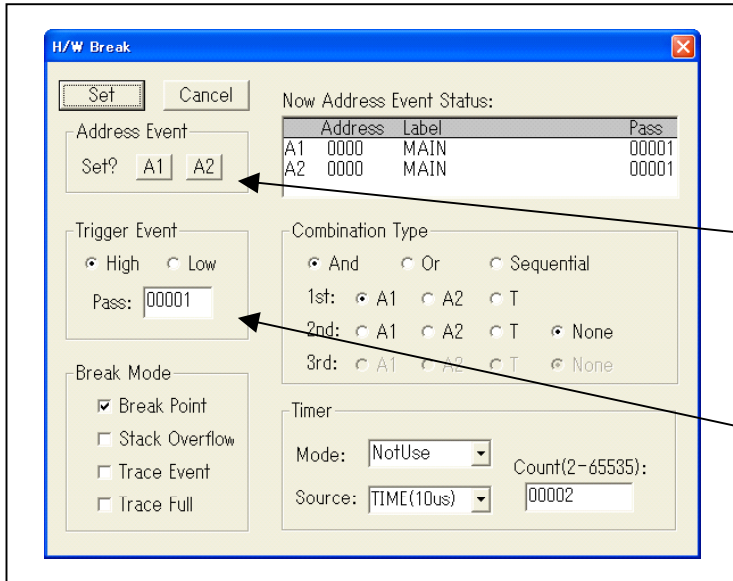 H/W Break
Set Cancel
Address Event
Set? A1 A2
Now Address Event Status:
Address Label Pass
A1 0000 MAIN 00001
A2 0000 MAIN 00001
Trigger Event
High Low
Pass: 00001
Combination Type
And Or Sequential
1st: A1 A2 T
2nd: A1 A2 T None
3rd: A1 A2 T None
Break Mode
Break Point
Stack Overflow
Trace Event
Trace Full
Timer
Mode: NotUse
Count(2-65535):
Source: TIME(10us) 00002